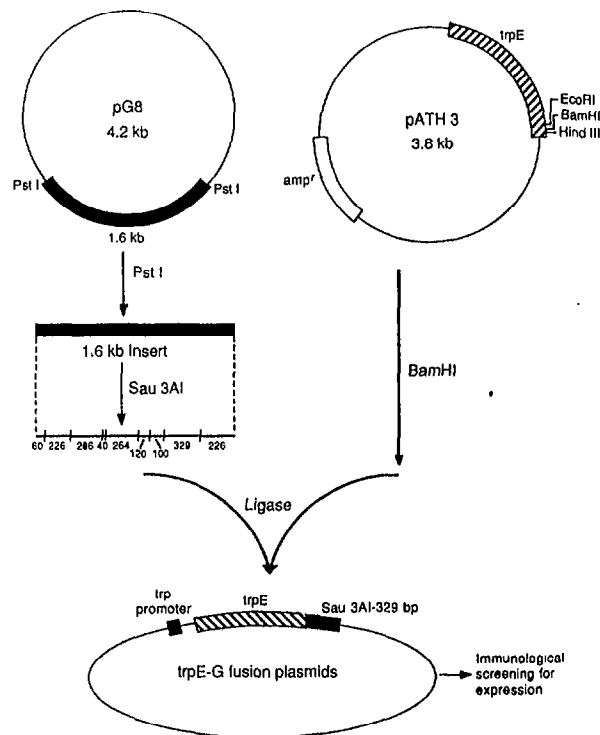 pG8
4.2 kb
Pst I
Pst I
1.6 kb
Pst I
1.6 kb Insert
Sau 3AI
60 226 206 40 264 120 100 329 226
trpE
pATH 3
3.8 kb
EcoRI
BamHI
Hind III
ampr
BamHI
Ligase
trp
promoter
trpE
Sau 3AI-329 bp
trpE-G fusion plasmids
Immunological
screening for
expression